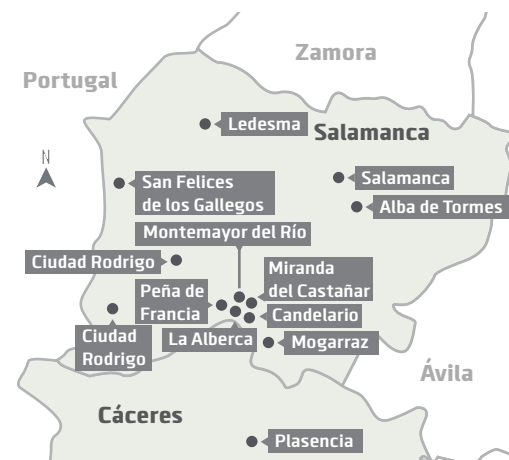 Zamora
Portugal
Ledesma
Salamanca
N
San Felices
de los Gallegos
Salamanca
Alba de Tormes
Montemayor del Río
Ciudad Rodrigo
Miranda
del Castañar
Peña de
Francia
Candelario
Ciudad
Rodrigo
La Alberca
Mogarraz
Ávila
Cáceres
Plasencia